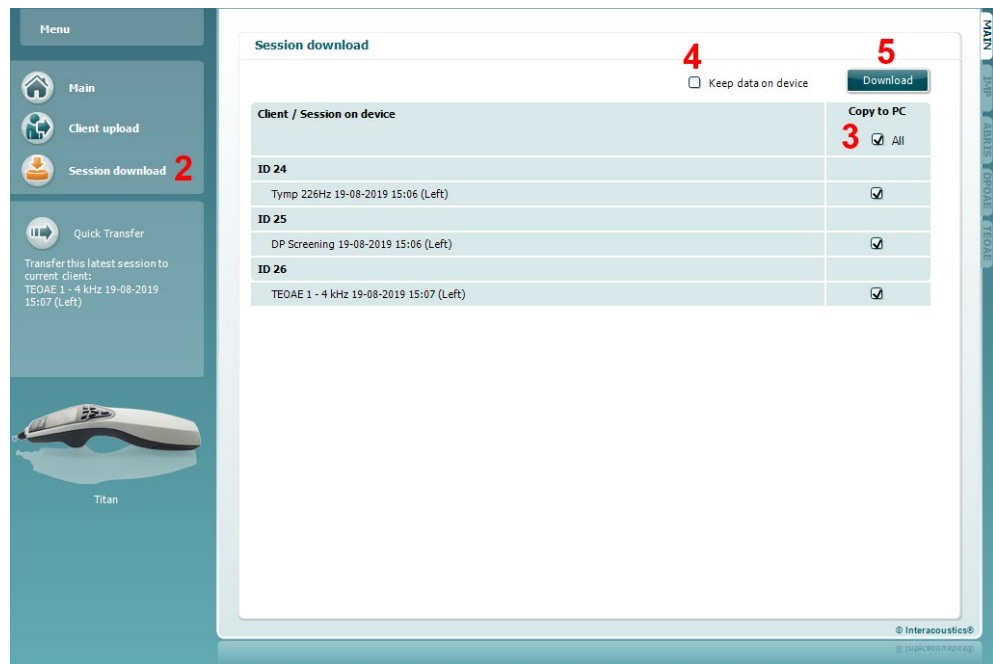 Menu
Main
Client upload
Session download
2
Quick Transfer
Transfer this latest session to
current client:
TEOAE 1 - 4 kHz 19-08-2019
15:07 (Left)
Titan
Session download
4
Keep data on device
5
Download
Client / Session on device
Copy to PC
3
All
ID 24
Tymp 226Hz 19-08-2019 15:06 (Left)
ID 25
DP Screening 19-08-2019 15:06 (Left)
ID 26
TEOAE 1 - 4 kHz 19-08-2019 15:07 (Left)
© Interacoustics®
MAIN
IMP
ABRIS
DPOAE
TEOAE